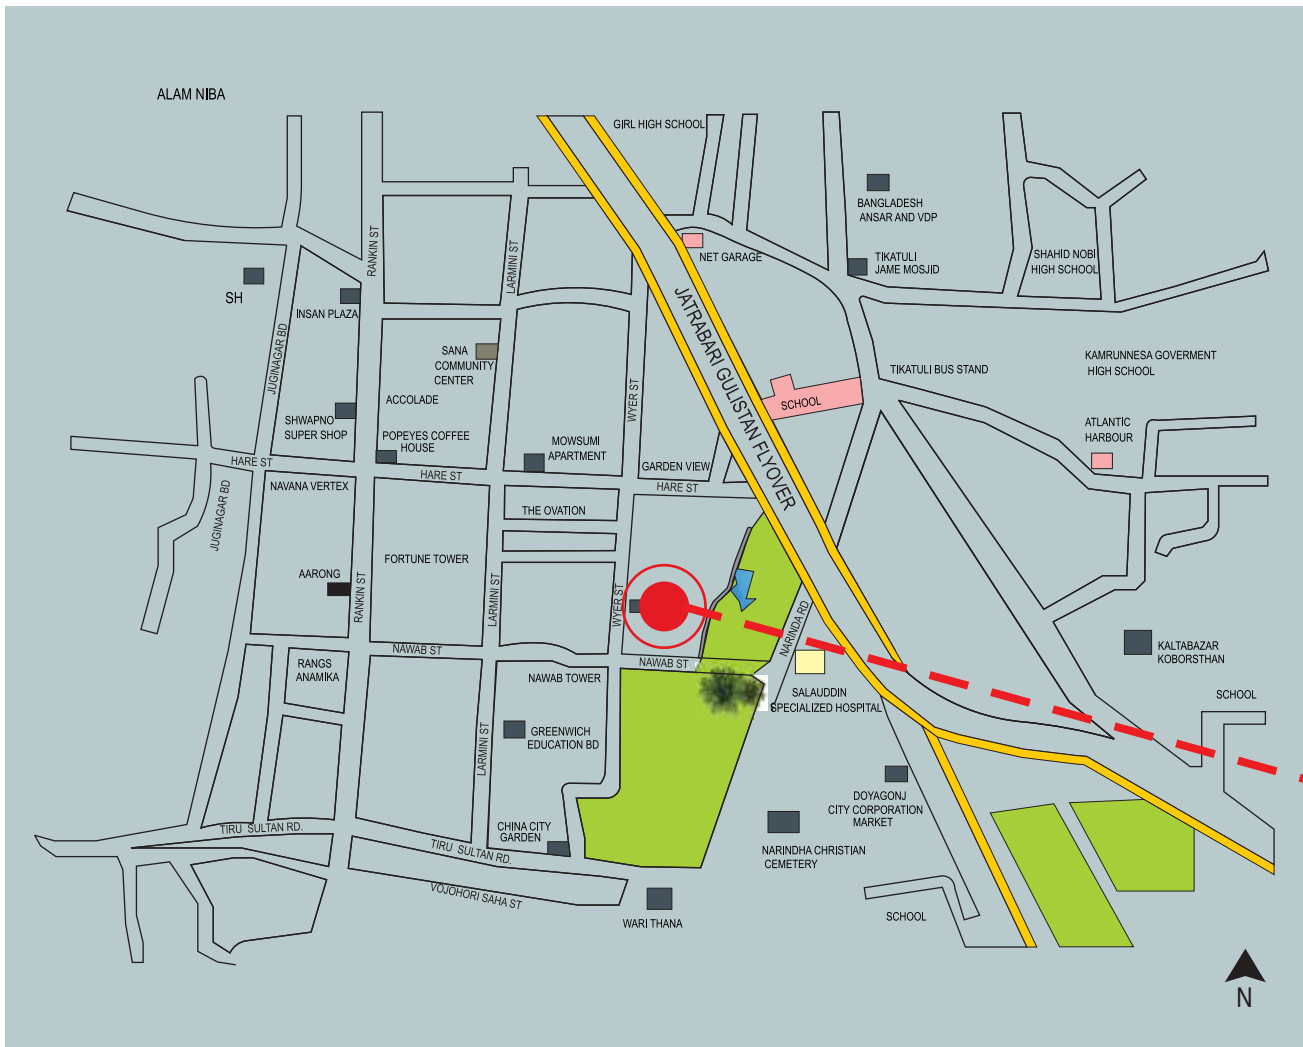 ALAM NIBA
GIRL HIGH SCHOOL
BANGLADESH
ANSAR AND VDP
RANKIN ST
LARMINI ST
NET GARAGE
TIKATULI
JAME MOSJID
SHAHID NOBI
HIGH SCHOOL
SH
INSAN PLAZA
JATRABARI GULISTAN FLYOVER
JUGINAGAR BD
SANA
COMMUNITY
CENTER
KAMRUNNESA GOVERMENT
HIGH SCHOOL
TIKATULI BUS STAND
WYER ST
ACCOLADE
SCHOOL
SHWAPNO
SUPER SHOP
POPEYES COFFEE
HOUSE
MOWSUMI
APARTMENT
ATLANTIC
HARBOUR
HARE ST
HARE ST
GARDEN VIEW
HARE ST
NAVANA VERTEX
JUGINAGAR BD
THE OVATION
FORTUNE TOWER
AARONG
RANKIN ST
LARMINI ST
WYER ST
NARINDA RD
NAWAB ST
NAWAB ST
KALTABAZAR
KOBORSTHAN
RANGS
ANAMIKA
NAWAB TOWER
SALAUDDIN
SPECIALIZED HOSPITAL
SCHOOL
GREENWICH
EDUCATION BD
LARMINI ST
DOYAGONJ
CITY CORPORATION
MARKET
TIRU SULTAN RD.
CHINA CITY
GARDEN
TIRU SULTAN RD.
NARINDHA CHRISTIAN
CEMETERY
VOJOHORI SAHA ST
WARI THANA
SCHOOL
N